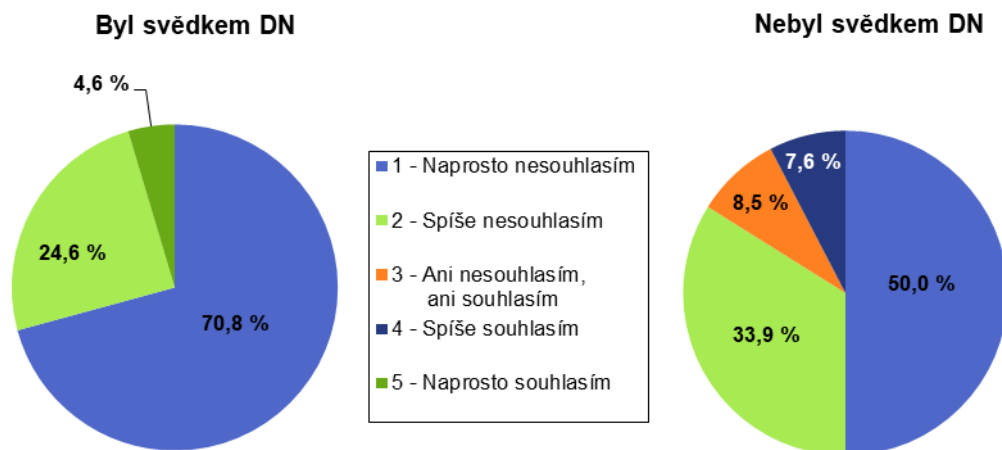 Byl svědkem DN
4,6 %
24,6 %
70,8 %
1 - Naprosto nesouhlasím
2 - Spíše nesouhlasím
3 - Ani nesouhlasím,
ani souhlasím
4 - Spíše souhlasím
5 - Naprosto souhlasím
Nebyl svědkem DN
7,6 %
8,5 %
50,0 %
33,9 %